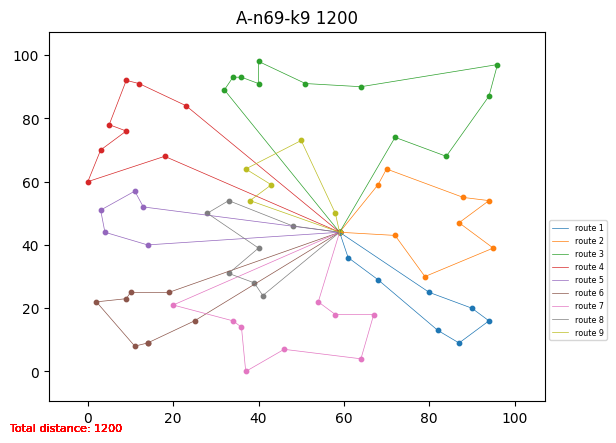 A-n69-k9 1200
100
80
60
40
20
0
0 20 40 60 80 100
route 1
route 2
route 3
route 4
route 5
route 6
route 7
route 8
route 9
Total distance: 1200